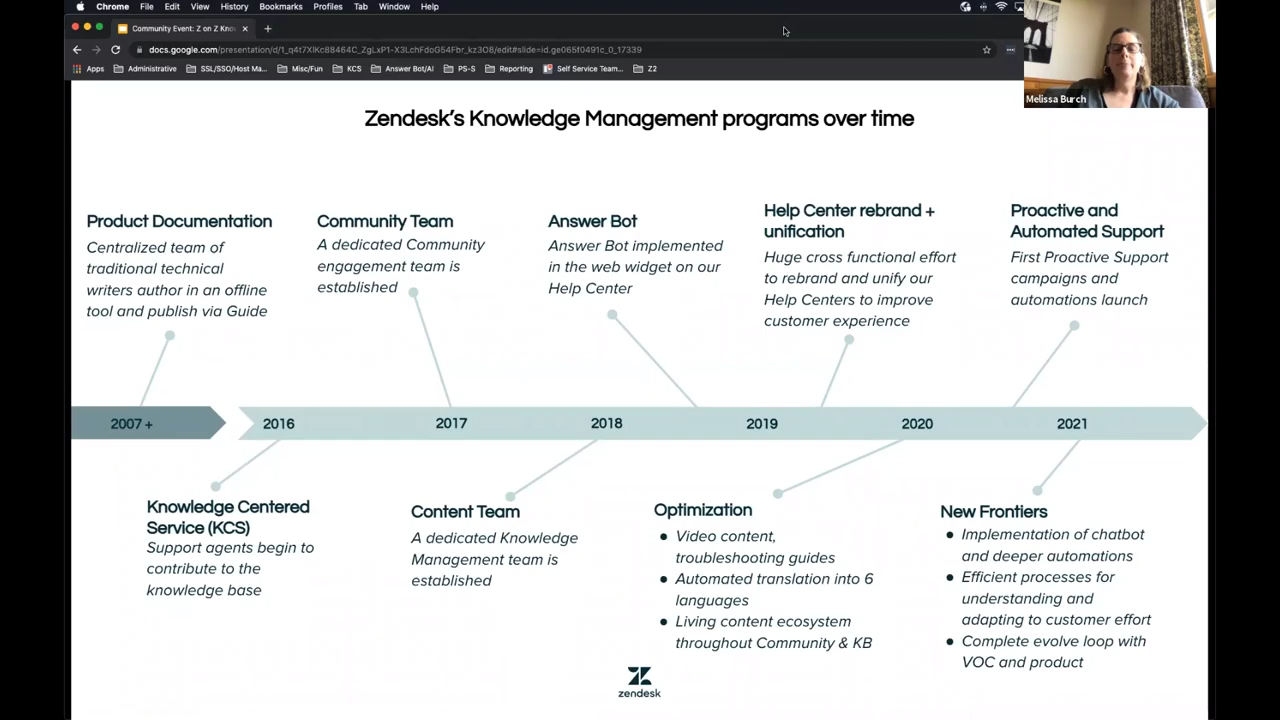 Chrome File Edit View History Bookmarks Profiles Tab Window Help
Community Event: Z on Z Kno
docs.google.com/presentation/d/1_q4t7XlKc88464C_ZgLxP1-X3LchFdoG54Fbr_kz3O8/edit#slide=id.ge065f0491c_0_17339
Apps Administrative SSL/SSO/Host Ma... Misc/Fun KCS Answer Bot/AI PS-S Reporting Self Service Team... Z2
Melissa Burch
Zendesk's Knowledge Management programs over time
Product Documentation
Centralized team of
traditional technical
writers author in an offline
tool and publish via Guide
Community Team
A dedicated Community
engagement team is
established
Answer Bot
Answer Bot implemented
in the web widget on our
Help Center
Help Center rebrand +
unification
Huge cross functional effort
to rebrand and unify our
Help Centers to improve
customer experience
Proactive and
Automated Support
First Proactive Support
campaigns and
automations launch
2007 + 2016 2017 2018 2019 2020 2021
Knowledge Centered
Service (KCS)
Support agents begin to
contribute to the
knowledge base
Content Team
A dedicated Knowledge
Management team is
established
Optimization
● Video content,
troubleshooting guides
● Automated translation into 6
languages
● Living content ecosystem
throughout Community & KB
New Frontiers
● Implementation of chatbot
and deeper automations
● Efficient processes for
understanding and
adapting to customer effort
● Complete evolve loop with
VOC and product
zendesk